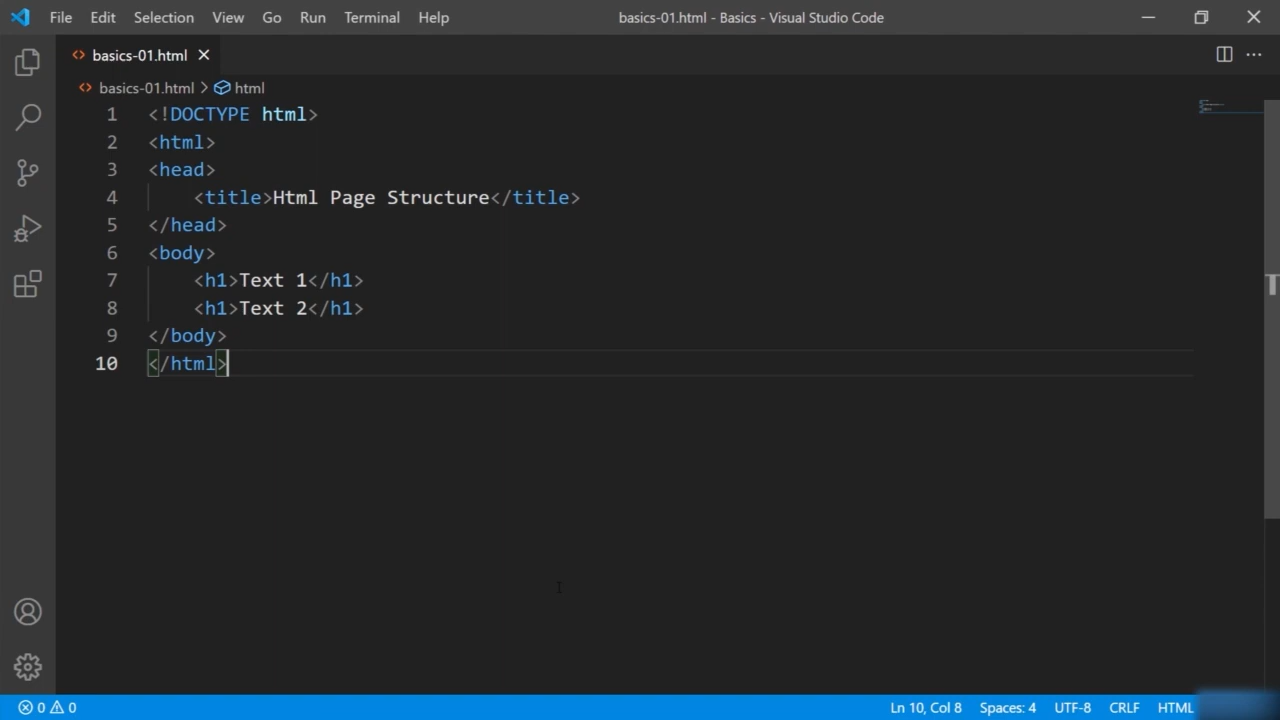 File Edit Selection View Go Run Terminal Help basics-01.html - Basics - Visual Studio Code
basics-01.html
basics-01.html > html
1 <!DOCTYPE html>
2 <html>
3 <head>
4     <title>Html Page Structure</title>
5 </head>
6 <body>
7     <h1>Text 1</h1>
8     <h1>Text 2</h1>
9 </body>
10 </html>
0 0 Ln 10, Col 8 Spaces: 4 UTF-8 CRLF HTML